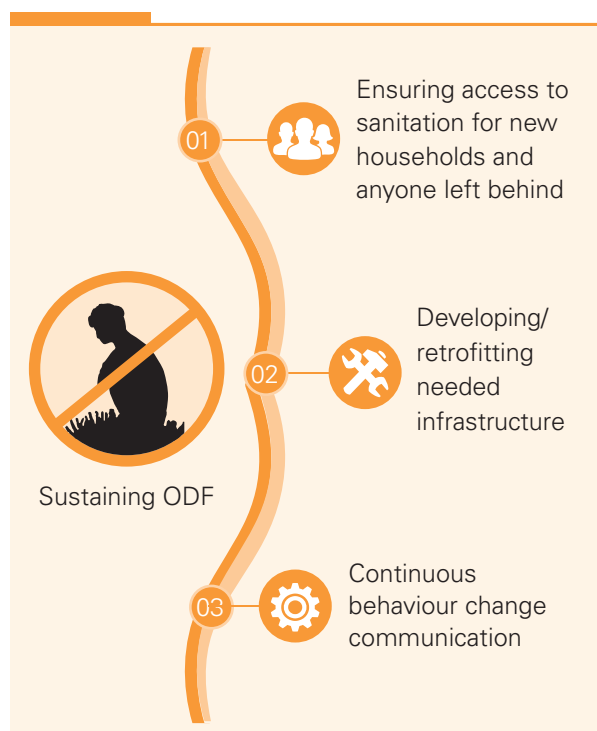 01
Ensuring access to
sanitation for new
households and
anyone left behind
02
Developing/
retrofitting
needed
infrastructure
Sustaining ODF
03
Continuous
behaviour change
communication